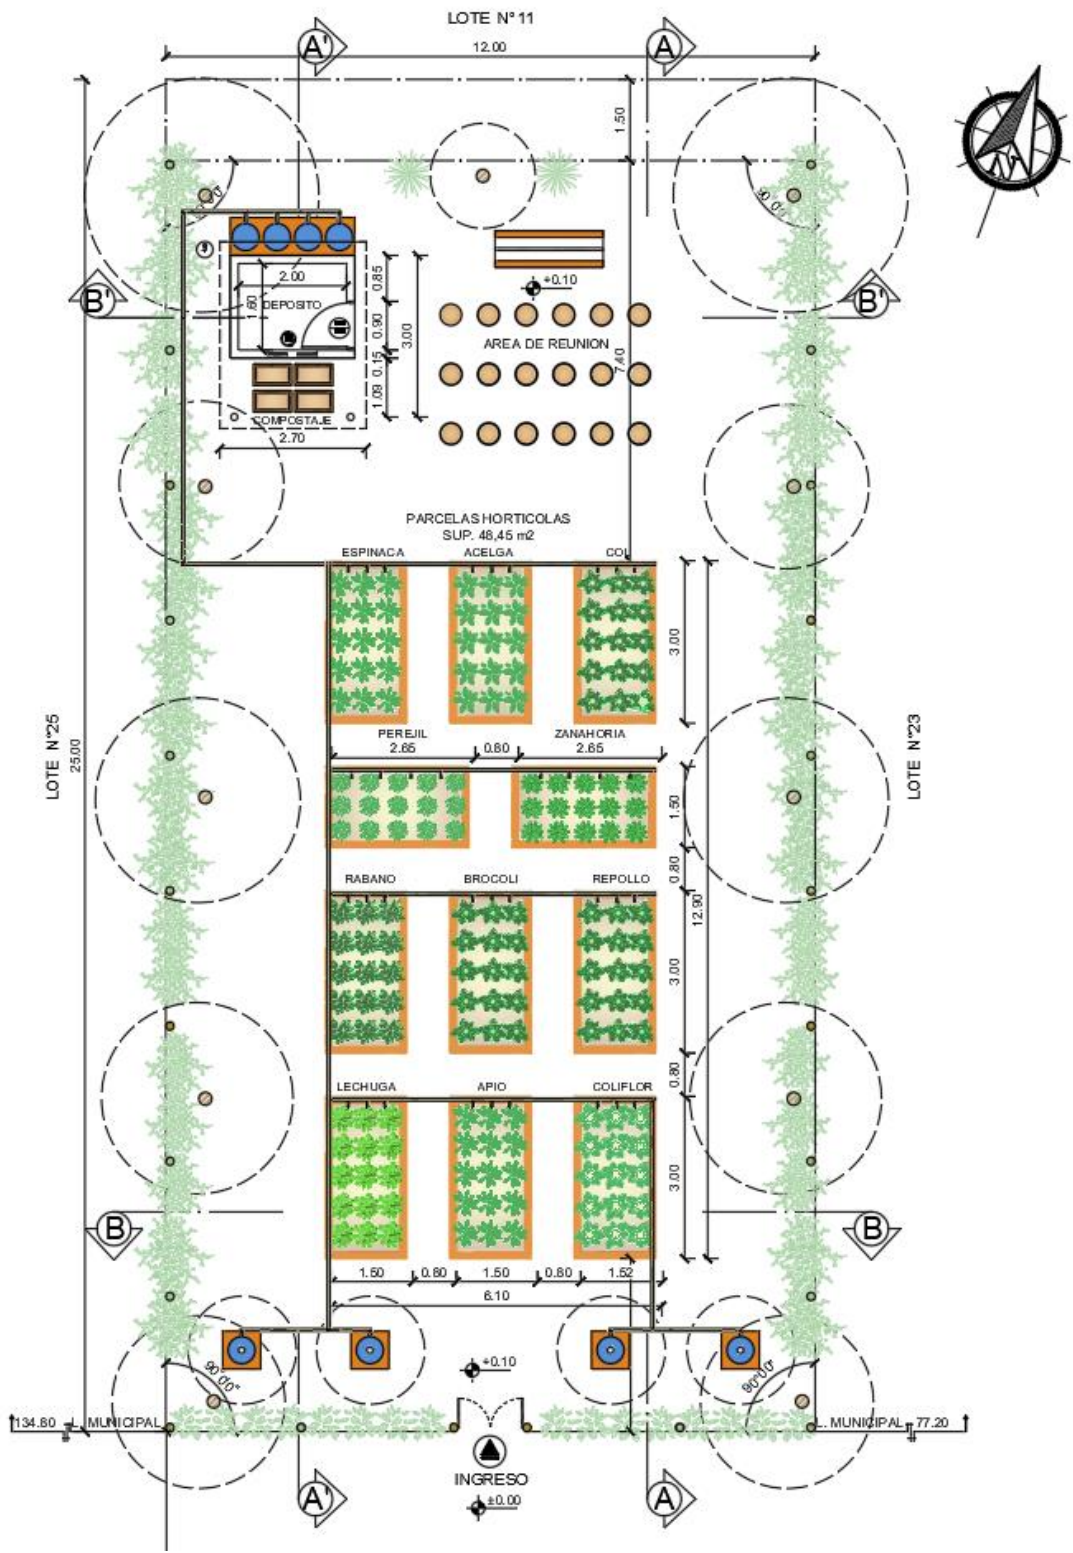 LOTE N° 11
A'
A
12.00
1.50
N
90°00'
90°00'
2.00
1.60
DEPOSITO
0.85
0.90
0.15
1.09
3.00
COMPOSTAJE
2.70
B'
B'
+0.10
AREA DE REUNION
7.40
PARCELAS HORTICOLAS
SUP. 48,45 m2
ESPINACA
ACELGA
COL
3.00
LOTE N°25
25.00
LOTE N°23
PEREJIL
ZANAHORIA
2.65
0.80
2.65
1.50
0.80
12.90
RABANO
BROCOLI
REPOLLO
3.00
0.80
LECHUGA
APIO
COLIFLOR
3.00
B
B
1.50
0.80
1.50
0.80
1.52
6.10
+0.10
90°00'
90°00'
134.80
L. MUNICIPAL
L. MUNICIPAL
77.20
INGRESO
±0.00
A'
A